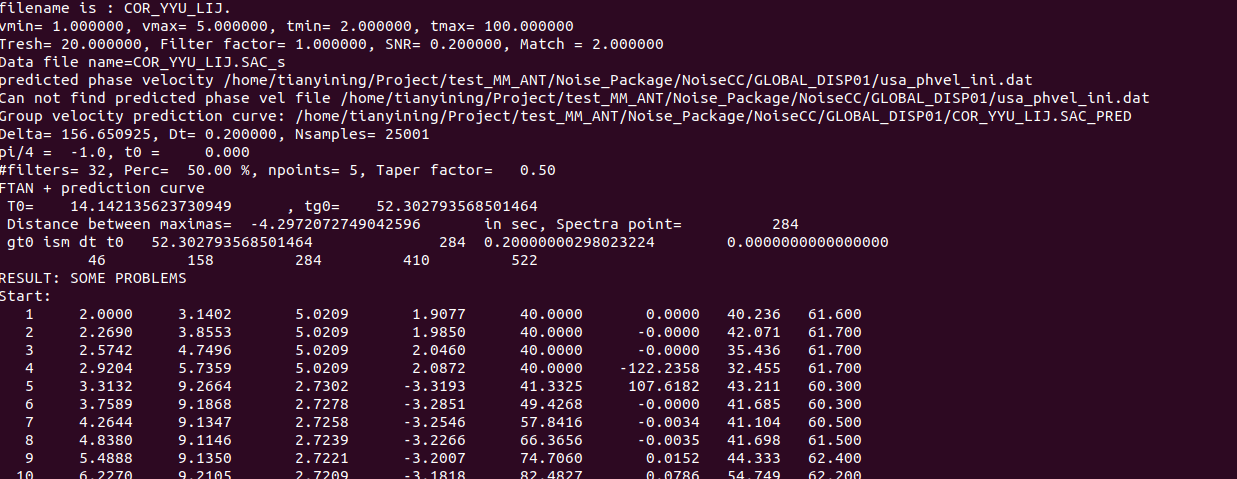 filename is : COR_YYU_LIJ.
vmin= 1.000000, vmax= 5.000000, tmin= 2.000000, tmax= 100.000000
Tresh= 20.000000, Filter factor= 1.000000, SNR= 0.200000, Match = 2.000000
Data file name=COR_YYU_LIJ.SAC_s
predicted phase velocity /home/tianyining/Project/test_MM_ANT/Noise_Package/NoiseCC/GLOBAL_DISP01/usa_phvel_ini.dat
Can not find predicted phase vel file /home/tianyining/Project/test_MM_ANT/Noise_Package/NoiseCC/GLOBAL_DISP01/usa_phvel_ini.dat
Group velocity prediction curve: /home/tianyining/Project/test_MM_ANT/Noise_Package/NoiseCC/GLOBAL_DISP01/COR_YYU_LIJ.SAC_PRED
Delta= 156.650925, Dt= 0.200000, Nsamples= 25001
pi/4 =  -1.0, t0 =     0.000
#filters= 32, Perc=  50.00 %, npoints= 5, Taper factor=   0.50
FTAN + prediction curve
T0=    14.142135623730949      , tg0=    52.302793568501464
Distance between maximas=  -4.2972072749042596       in sec, Spectra point=          284
gt0 ism dt t0   52.302793568501464              284  0.20000000298023224        0.0000000000000000
46         158         284         410         522
RESULT: SOME PROBLEMS
Start:
1     2.0000     3.1402       5.0209       1.9077       40.0000       0.0000   40.236   61.600
2     2.2690     3.8553       5.0209       1.9850       40.0000      -0.0000   42.071   61.700
3     2.5742     4.7496       5.0209       2.0460       40.0000      -0.0000   35.436   61.700
4     2.9204     5.7359       5.0209       2.0872       40.0000    -122.2358   32.455   61.700
5     3.3132     9.2664       2.7302      -3.3193       41.3325     107.6182   43.211   60.300
6     3.7589     9.1868       2.7278      -3.2851       49.4268      -0.0000   41.685   60.300
7     4.2644     9.1347       2.7258      -3.2546       57.8416      -0.0034   41.104   60.500
8     4.8380     9.1146       2.7239      -3.2266       66.3656      -0.0035   41.698   61.500
9     5.4888     9.1350       2.7221      -3.2007       74.7060       0.0152   44.333   62.400
10     6.2270     9.2105       2.7209      -3.1818       82.4827       0.0786   54.749   62.200